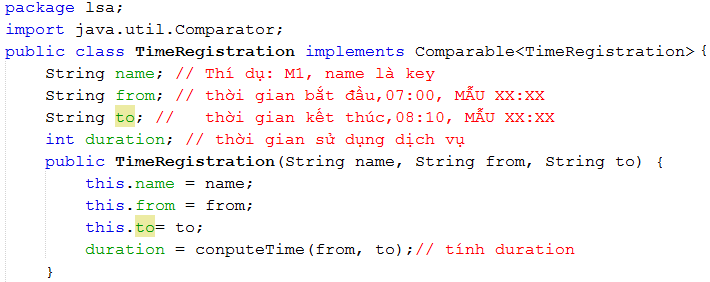 package lsa;
import java.util.Comparator;
public class TimeRegistration implements Comparable<TimeRegistration> {
String name; // Thí dụ: M1, name là key
String from; // thời gian bắt đầu,07:00, MẪU XX:XX
String to; // thời gian kết thúc,08:10, MẪU XX:XX
int duration; // thời gian sử dụng dịch vụ
public TimeRegistration(String name, String from, String to) {
this.name = name;
this.from = from;
this.to= to;
duration = conputeTime(from, to);// tính duration
}